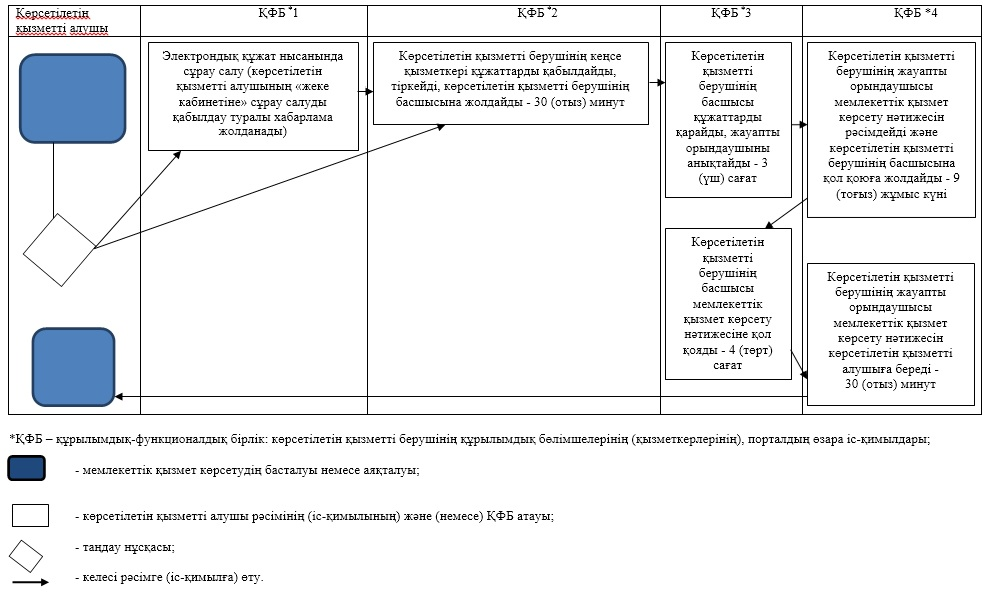 Көрсетілетін
қызметті алушы
ҚФБ *1
ҚФБ *2
ҚФБ *3
ҚФБ *4
Электрондық құжат нысанында
сұрау салу (көрсетілетін
қызметті алушының «жеке
кабинетіне» сұрау салуды
қабылдау туралы хабарлама
жолданады)
Көрсетілетін қызметті берушінің кеңсе
қызметкері құжаттарды қабылдайды,
тіркейді, көрсетілетін қызметті берушінің
басшысына жолдайды - 30 (отыз) минут
Көрсетілетін
қызметті
берушінің
басшысы
құжаттарды
қарайды, жауапты
орындаушыны
анықтайды - 3
(үш) сағат
Көрсетілетін қызметті
берушінің жауапты
орындаушысы
мемлекеттік қызмет
көрсету нәтижесін
рәсімдейді және
көрсетілетін қызметті
берушінің басшысына
қол қоюға жолдайды - 9
(тоғыз) жұмыс күні
Көрсетілетін
қызметті
берушінің
басшысы
мемлекеттік
қызмет көрсету
нәтижесіне қол
қояды - 4 (төрт)
сағат
Көрсетілетін қызметті
берушінің жауапты
орындаушысы
мемлекеттік қызмет
көрсету нәтижесін
көрсетілетін қызметті
алушыға береді -
30 (отыз) минут
*ҚФБ – құрылымдық-функционалдық бірлік: көрсетілетін қызметті берушінің құрылымдық бөлімшелерінің (қызметкерлерінің), порталдың өзара іс-қимылдары;
- мемлекеттік қызмет көрсетудің басталуы немесе аяқталуы;
- көрсетілетін қызметті алушы рәсімінің (іс-қимылының) және (немесе) ҚФБ атауы;
- таңдау нұсқасы;
- келесі рәсімге (іс-қимылға) өту.